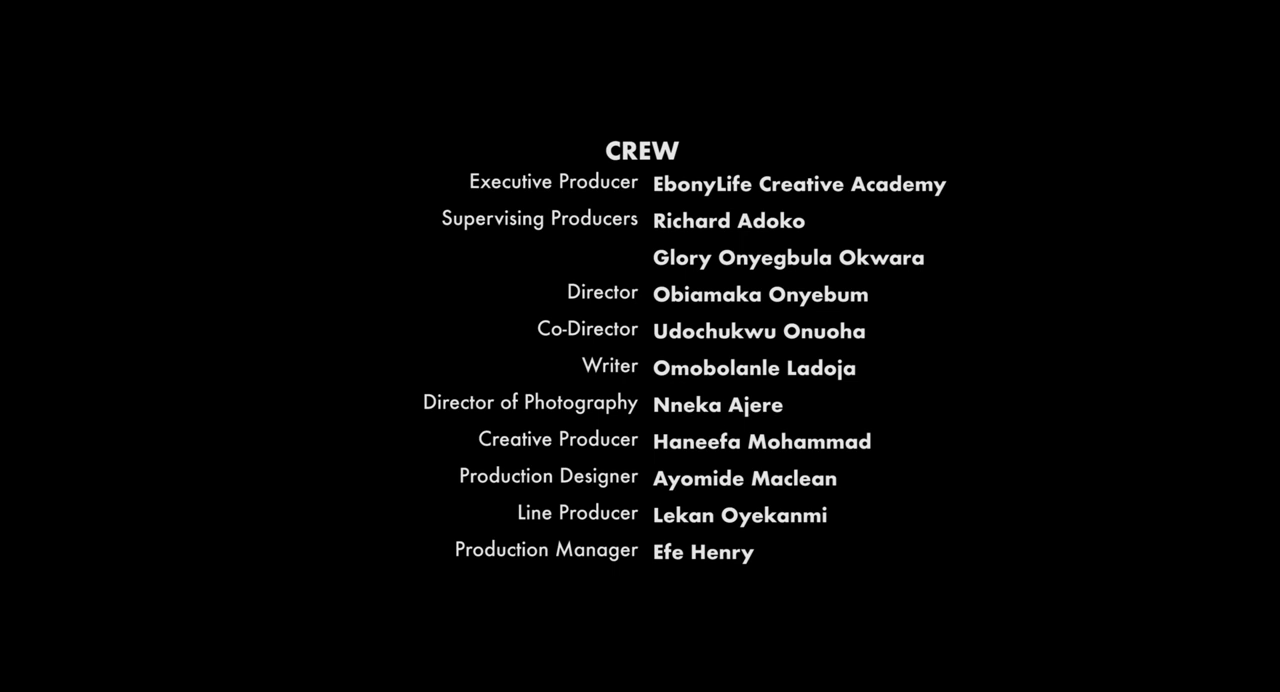 CREW
Executive Producer EbonyLife Creative Academy
Supervising Producers Richard Adoko
Glory Onyegbula Okwara
Director Obiamaka Onyebum
Co-Director Udochukwu Onuoha
Writer Omobolanle Ladoja
Director of Photography Nneka Ajere
Creative Producer Haneefa Mohammad
Production Designer Ayomide Maclean
Line Producer Lekan Oyekanmi
Production Manager Efe Henry